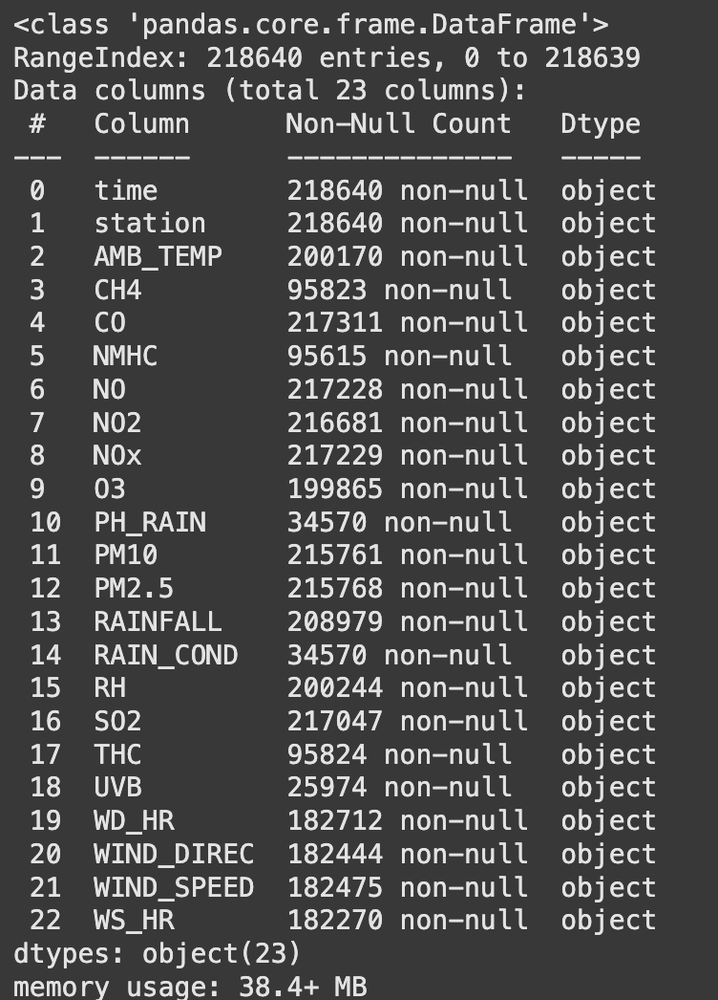 <class 'pandas.core.frame.DataFrame'>
RangeIndex: 218640 entries, 0 to 218639
Data columns (total 23 columns):
 #   Column      Non-Null Count   Dtype
---  ------      --------------   -----
 0   time        218640 non-null  object
 1   station     218640 non-null  object
 2   AMB_TEMP    200170 non-null  object
 3   CH4         95823 non-null   object
 4   CO          217311 non-null  object
 5   NMHC        95615 non-null   object
 6   NO          217228 non-null  object
 7   NO2         216681 non-null  object
 8   NOx         217229 non-null  object
 9   O3          199865 non-null  object
 10  PH_RAIN     34570 non-null   object
 11  PM10        215761 non-null  object
 12  PM2.5       215768 non-null  object
 13  RAINFALL    208979 non-null  object
 14  RAIN_COND   34570 non-null   object
 15  RH          200244 non-null  object
 16  SO2         217047 non-null  object
 17  THC         95824 non-null   object
 18  UVB         25974 non-null   object
 19  WD_HR       182712 non-null  object
 20  WIND_DIREC  182444 non-null  object
 21  WIND_SPEED  182475 non-null  object
 22  WS_HR       182270 non-null  object
dtypes: object(23)
memory usage: 38.4+ MB